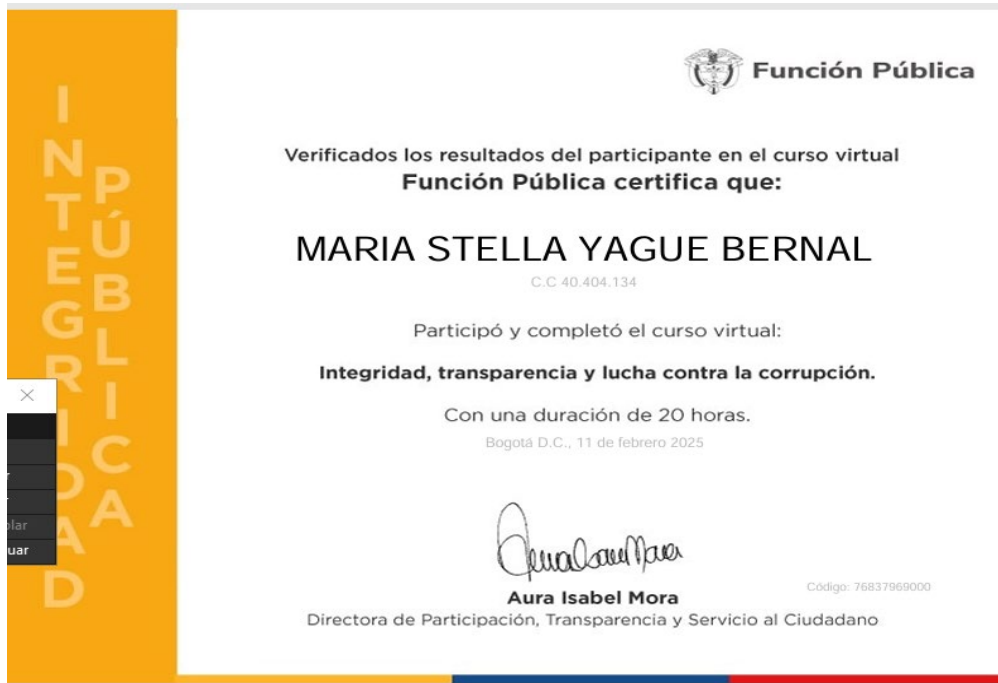 INTEGRIDAD
PÚBLICA
Función Pública
Verificados los resultados del participante en el curso virtual
Función Pública certifica que:
MARIA STELLA YAGUE BERNAL
C.C 40.404.134
Participó y completó el curso virtual:
Integridad, transparencia y lucha contra la corrupción.
Con una duración de 20 horas.
Bogotá D.C., 11 de febrero 2025
Aura Isabel Mora
Código: 76837969000
Directora de Participación, Transparencia y Servicio al Ciudadano